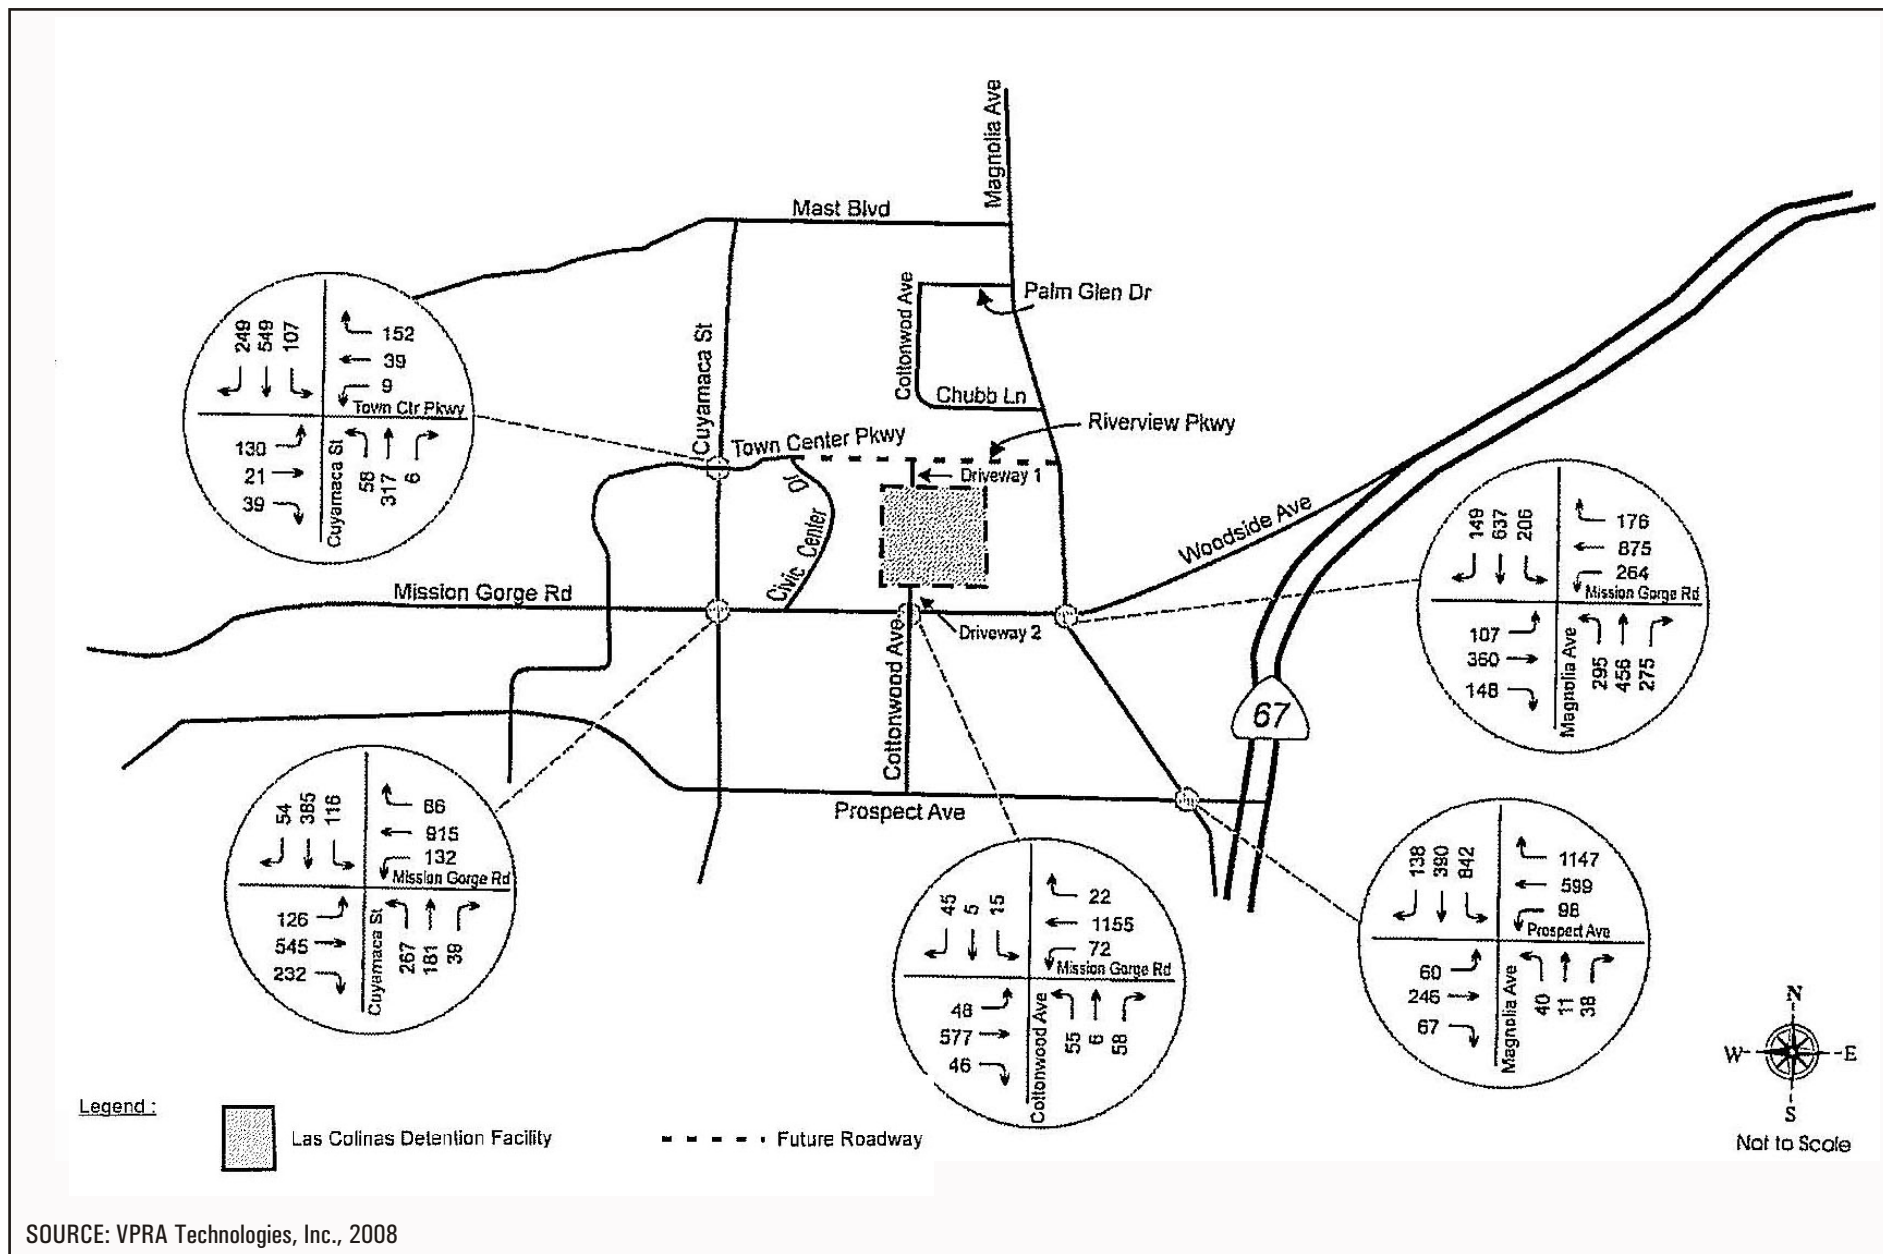 Magnolia Ave
Mast Blvd
Cottonwood Ave
Palm Glen Dr
Chubb Ln
Cuyamaca St
Town Center Pkwy
Riverview Pkwy
Driveway 1
Civic Center Dr
Woodside Ave
Mission Gorge Rd
Driveway 2
Cottonwood Ave
67
Prospect Ave
249 549 107
152
39
9
Town Ctr Pkwy
130
21
39
Cuyamaca St
58 317 6
149 637 206
176
875
264
Mission Gorge Rd
107
360
148
Magnolia Ave
295 456 275
54 385 116
86
915
132
Mission Gorge Rd
126
545
232
Cuyamaca St
267 181 39
45 5 15
22
1155
72
Mission Gorge Rd
48
577
46
Cottonwood Ave
55 6 58
138 390 842
1147
599
98
Prospect Ave
60
246
67
Magnolia Ave
40 11 38
N
W E
S
Not to Scale
Legend :
Las Colinas Detention Facility
Future Roadway
SOURCE: VPRA Technologies, Inc., 2008